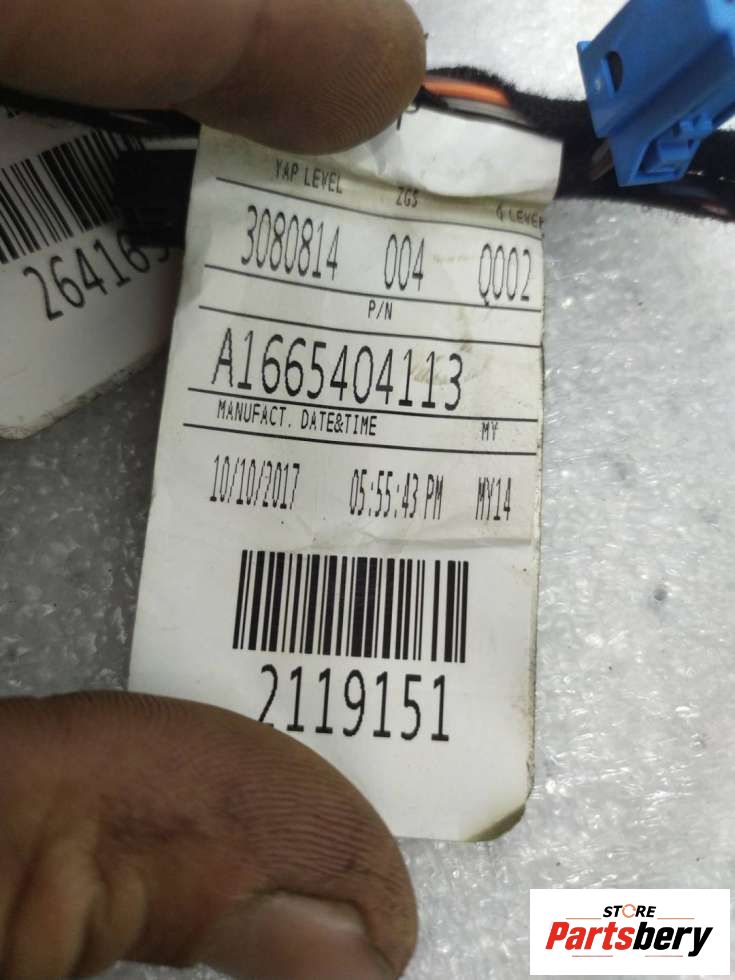 YAP LEVEL ZGS Q LEVEL
3080814 004 Q002
P/N
A1665404113
MANUFACT. DATE&TIME MY
10/10/2017 05:55:43 PM MY14
2119151
STORE
Partsbery